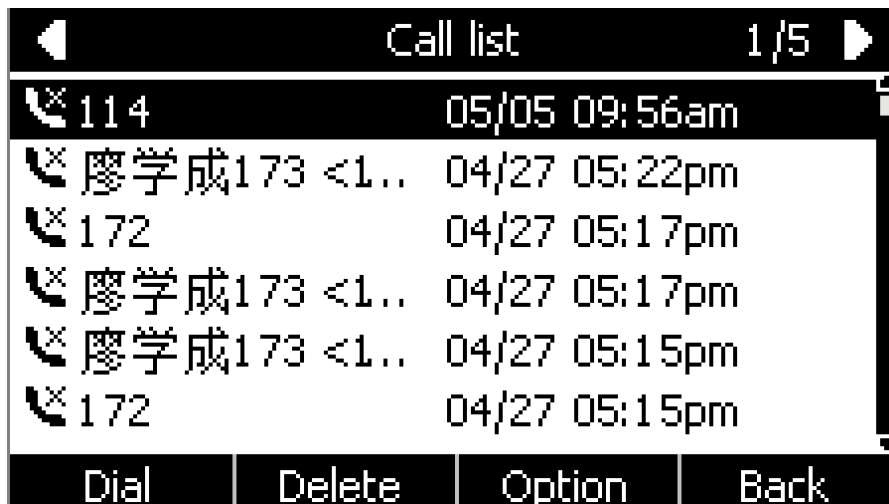 Call list 1/5
114 05/05 09:56am
廖学成173 <1.. 04/27 05:22pm
172 04/27 05:17pm
廖学成173 <1.. 04/27 05:17pm
廖学成173 <1.. 04/27 05:15pm
172 04/27 05:15pm
Dial Delete Option Back